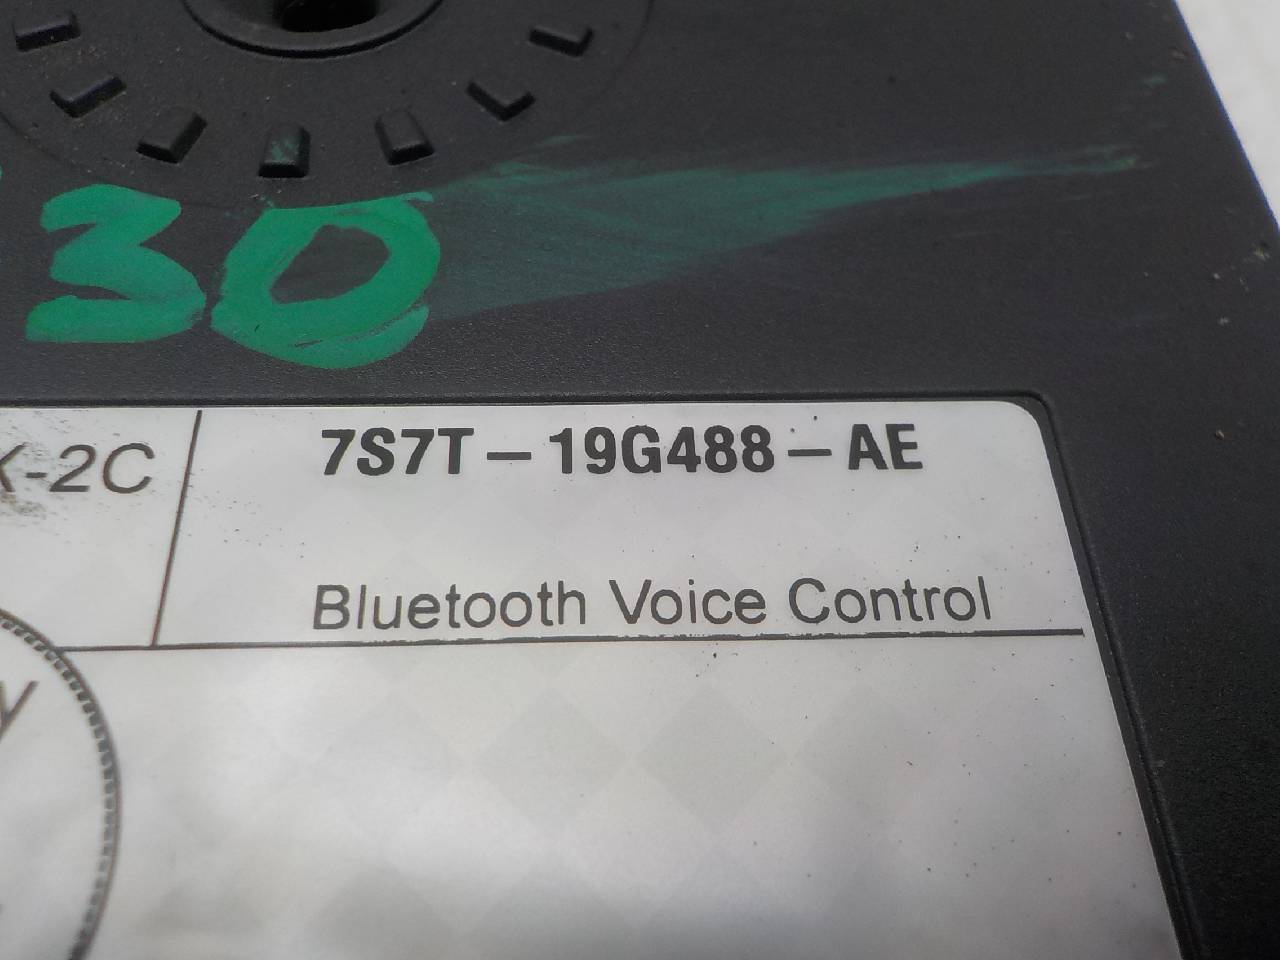 30
-2C
7S7T-19G488-AE
Bluetooth Voice Control